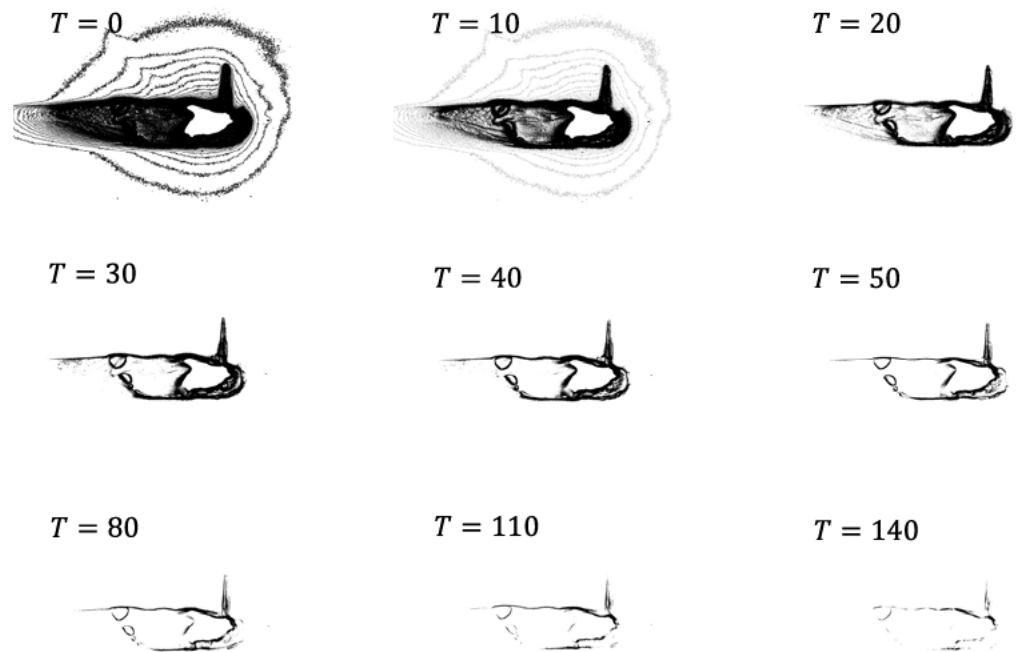 T = 0
T = 10
T = 20
T = 30
T = 40
T = 50
T = 80
T = 110
T = 140